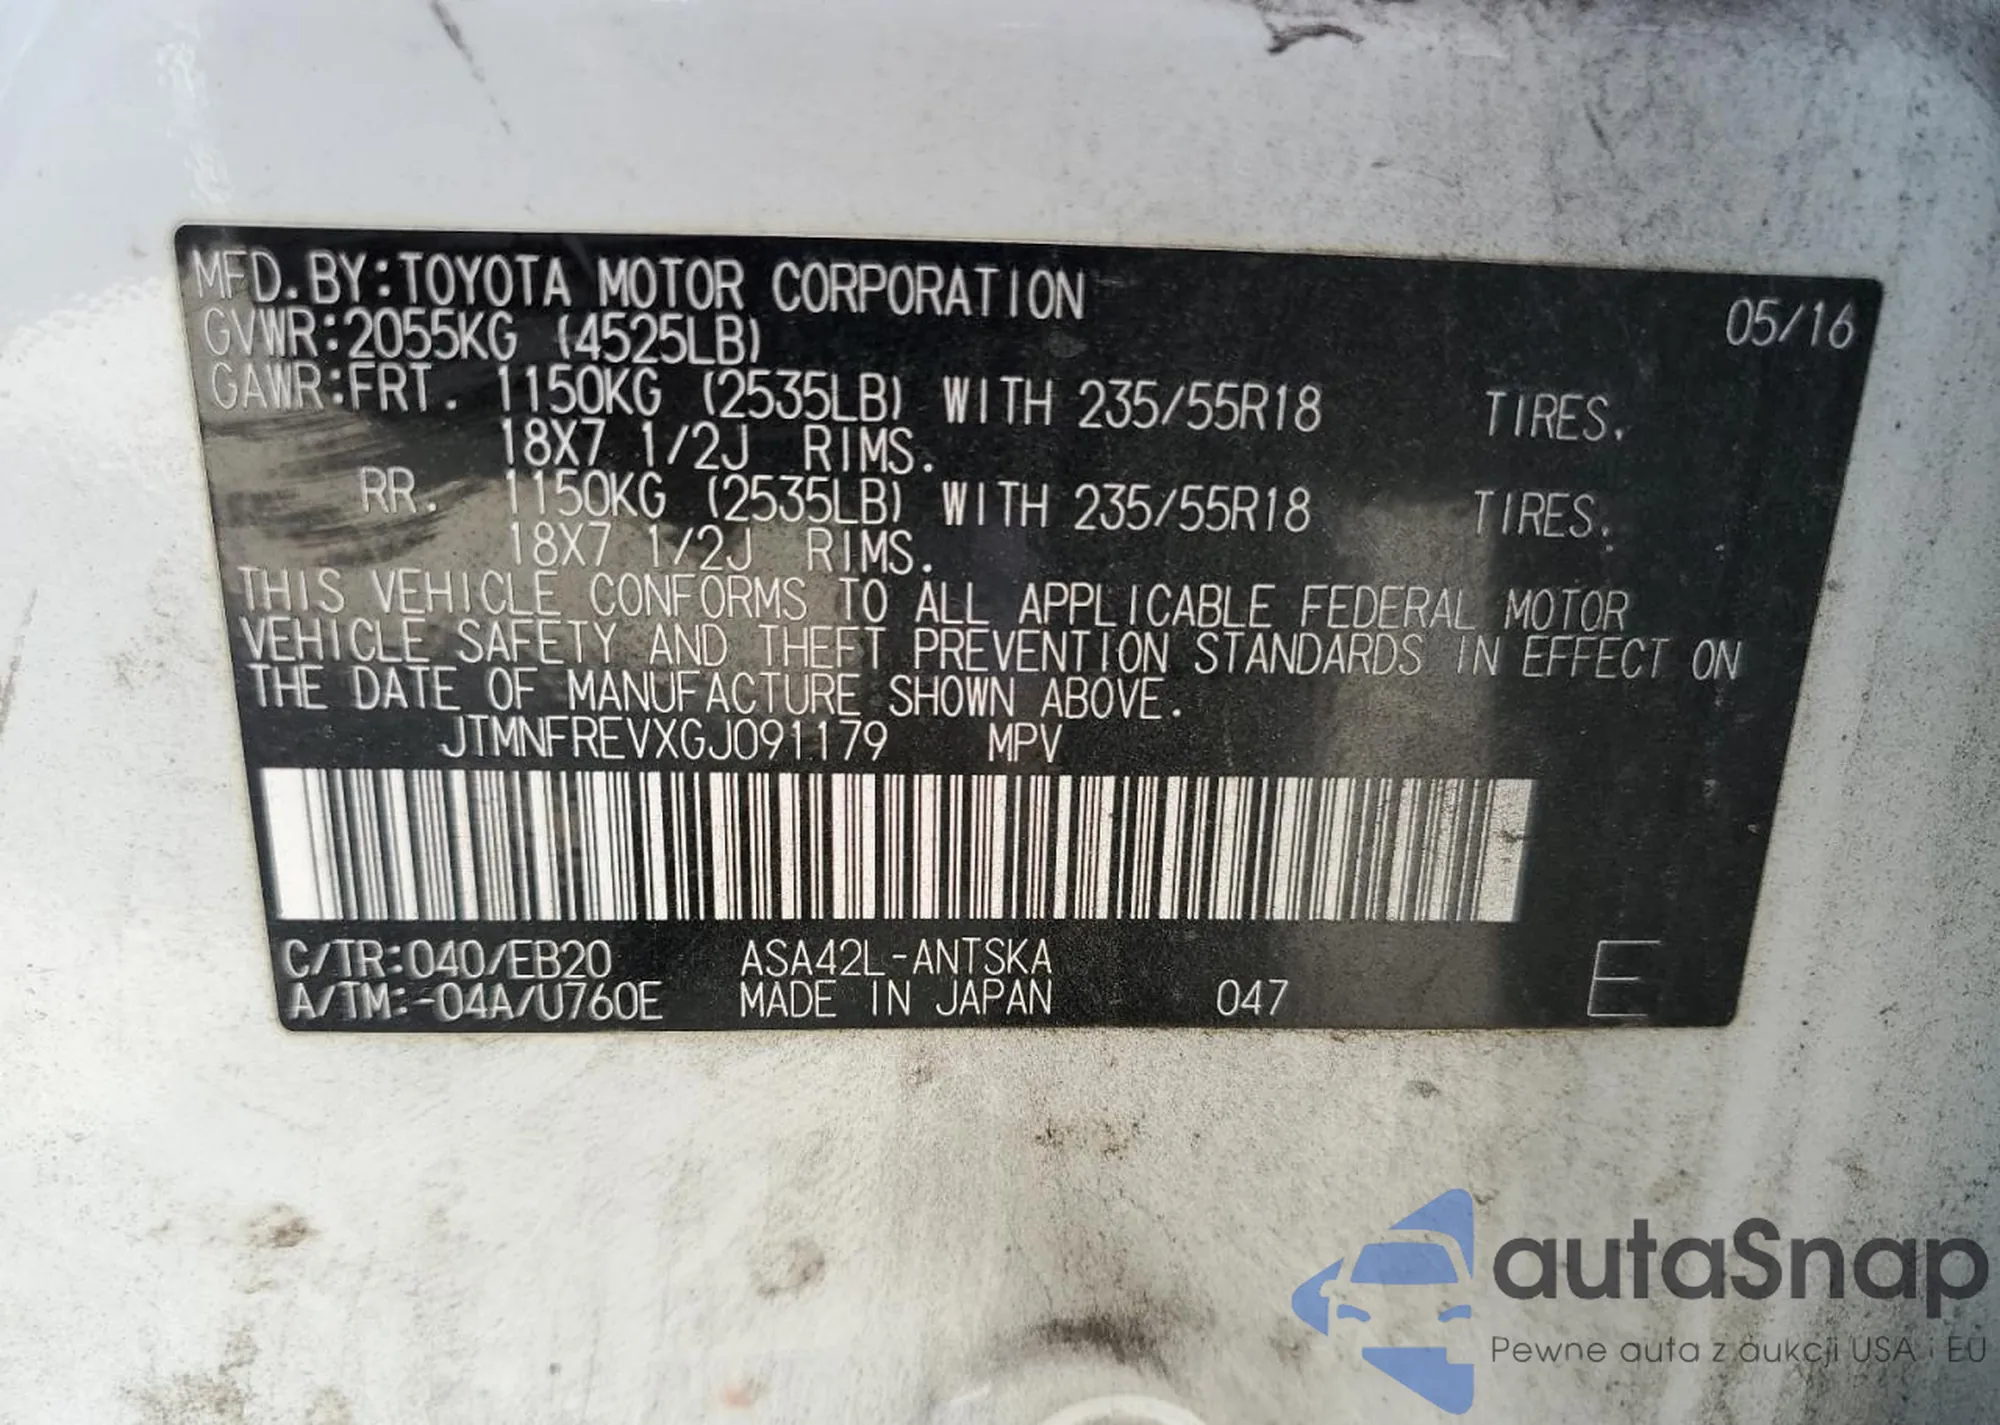 MFD.BY:TOYOTA MOTOR CORPORATION 05/16
GVWR:2055KG (4525LB)
GAWR:FRT. 1150KG (2535LB) WITH 235/55R18 TIRES.
18X7 1/2J RIMS.
RR. 1150KG (2535LB) WITH 235/55R18 TIRES.
18X7 1/2J RIMS.
THIS VEHICLE CONFORMS TO ALL APPLICABLE FEDERAL MOTOR
VEHICLE SAFETY AND THEFT PREVENTION STANDARDS IN EFFECT ON
THE DATE OF MANUFACTURE SHOWN ABOVE.
JTMNFREVXGJ091179 MPV
C/TR:040/EB20 ASA42L-ANTSKA
A/TM:-04A/U760E MADE IN JAPAN 047 E
autaSnap
Pewne auta z aukcji USA i EU